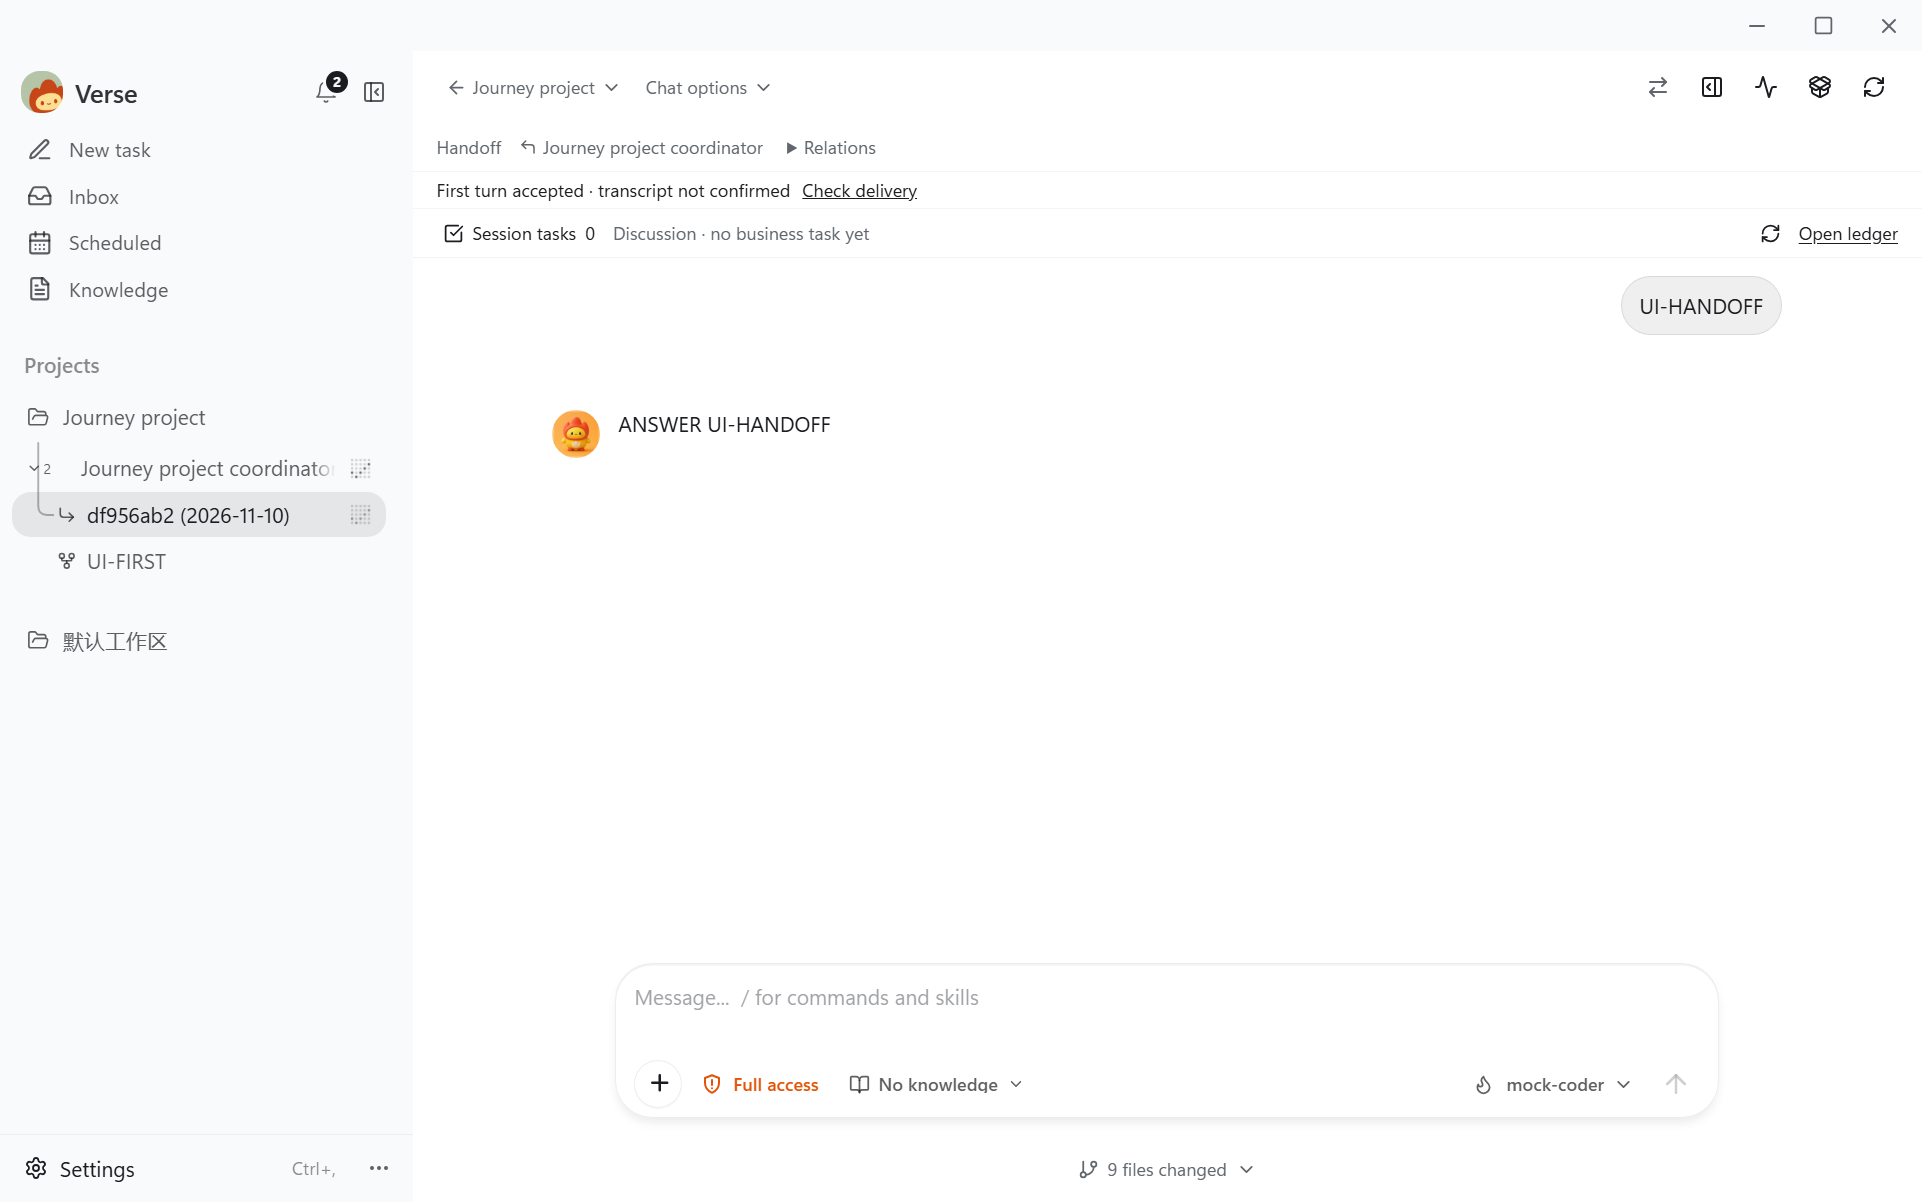 Verse
2
New task
Inbox
Scheduled
Knowledge
Projects
Journey project
2 Journey project coordinator
df956ab2 (2026-11-10)
UI-FIRST
默认工作区
Settings Ctrl+,
Journey project Chat options
Handoff Journey project coordinator Relations
First turn accepted · transcript not confirmed Check delivery
Session tasks 0 Discussion · no business task yet Open ledger
UI-HANDOFF
ANSWER UI-HANDOFF
Message... / for commands and skills
Full access No knowledge mock-coder
9 files changed